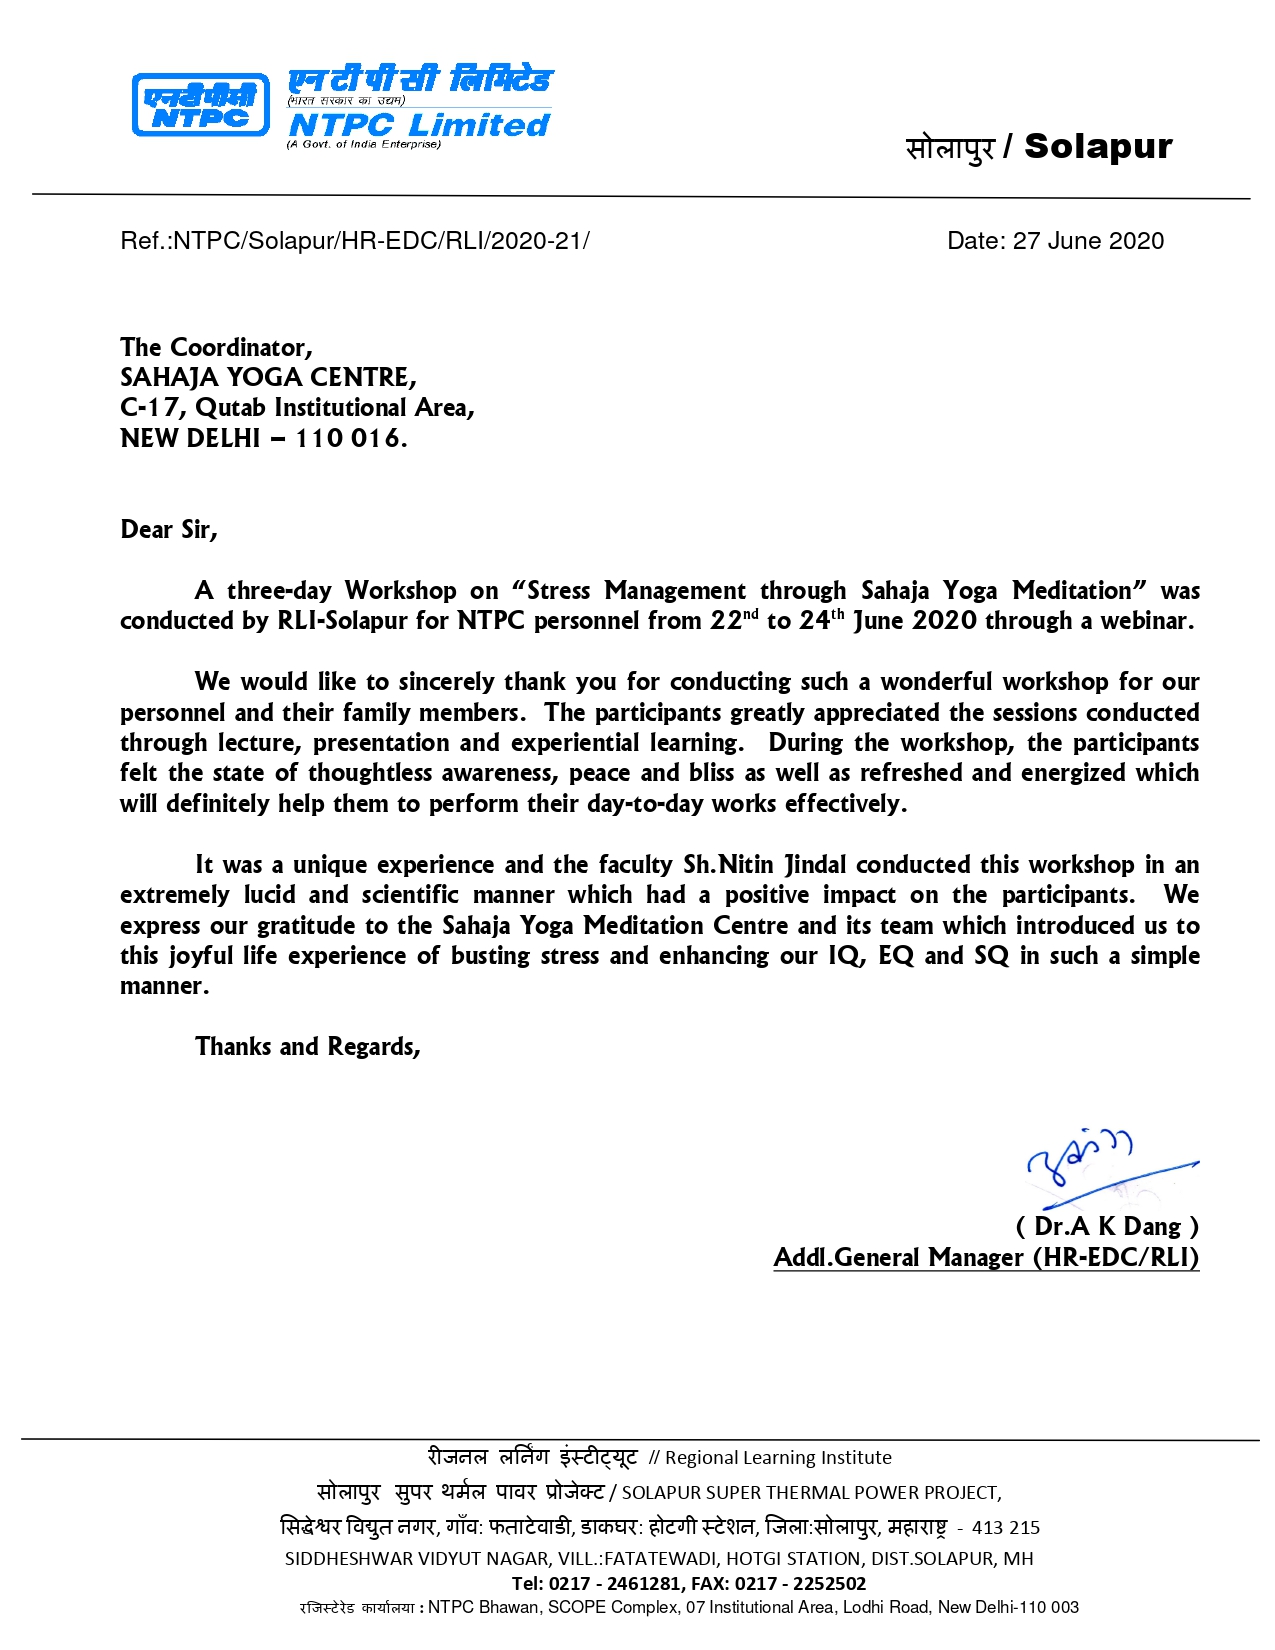 एनटीपीसी
NTPC
एन टी पी सी लिमिटेड
(भारत सरकार का उद्यम)
NTPC Limited
(A Govt. of India Enterprise)
सोलापुर / Solapur
Ref.:NTPC/Solapur/HR-EDC/RLI/2020-21/ Date: 27 June 2020
The Coordinator,
SAHAJA YOGA CENTRE,
C-17, Qutab Institutional Area,
NEW DELHI – 110 016.
Dear Sir,
A three-day Workshop on “Stress Management through Sahaja Yoga Meditation” was
conducted by RLI-Solapur for NTPC personnel from 22nd to 24th June 2020 through a webinar.
We would like to sincerely thank you for conducting such a wonderful workshop for our
personnel and their family members. The participants greatly appreciated the sessions conducted
through lecture, presentation and experiential learning. During the workshop, the participants
felt the state of thoughtless awareness, peace and bliss as well as refreshed and energized which
will definitely help them to perform their day-to-day works effectively.
It was a unique experience and the faculty Sh.Nitin Jindal conducted this workshop in an
extremely lucid and scientific manner which had a positive impact on the participants. We
express our gratitude to the Sahaja Yoga Meditation Centre and its team which introduced us to
this joyful life experience of busting stress and enhancing our IQ, EQ and SQ in such a simple
manner.
Thanks and Regards,
( Dr.A K Dang )
Addl.General Manager (HR-EDC/RLI)
रीजनल लर्निंग इंस्टीट्यूट // Regional Learning Institute
सोलापुर सुपर थर्मल पावर प्रोजेक्ट / SOLAPUR SUPER THERMAL POWER PROJECT,
सिद्धेश्वर विद्युत नगर, गाँव: फताटेवाडी, डाकघर: होटगी स्टेशन, जिला:सोलापुर, महाराष्ट्र - 413 215
SIDDHESHWAR VIDYUT NAGAR, VILL.:FATATEWADI, HOTGI STATION, DIST.SOLAPUR, MH
Tel: 0217 - 2461281, FAX: 0217 - 2252502
रजिस्टेरेड कार्यालया : NTPC Bhawan, SCOPE Complex, 07 Institutional Area, Lodhi Road, New Delhi-110 003